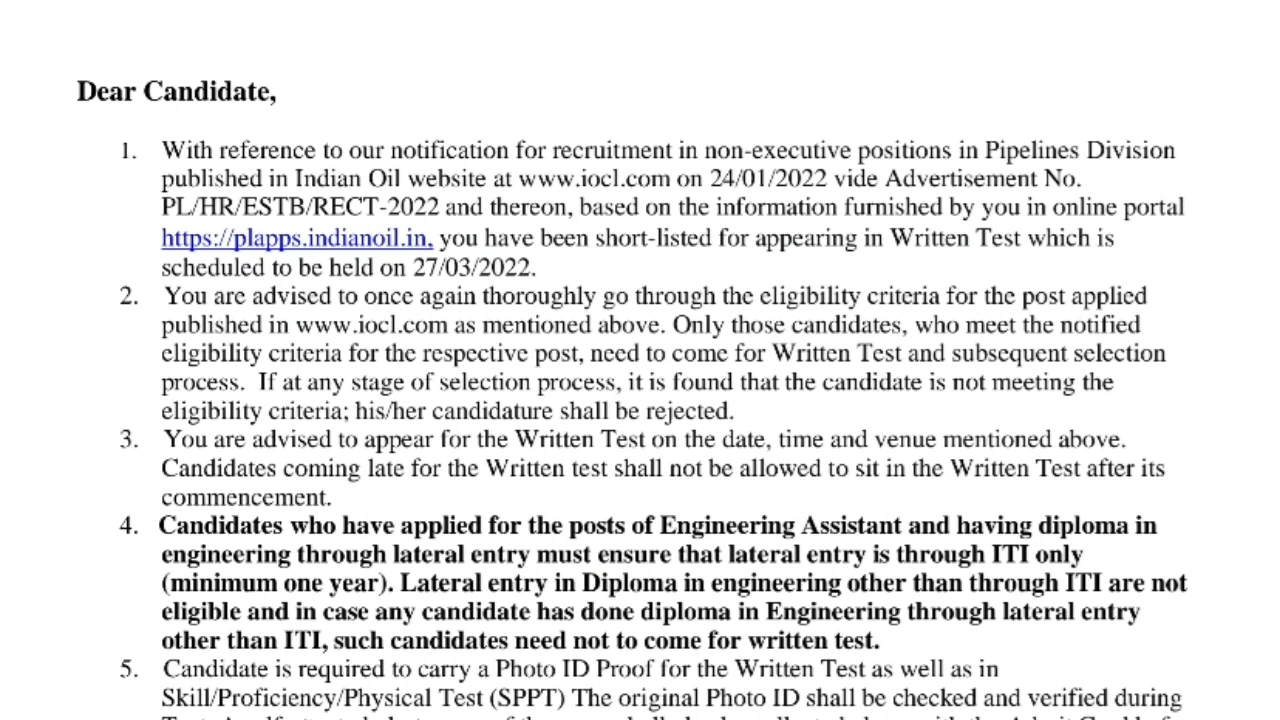 Dear Candidate,
1. With reference to our notification for recruitment in non-executive positions in Pipelines Division
published in Indian Oil website at www.iocl.com on 24/01/2022 vide Advertisement No.
PL/HR/ESTB/RECT-2022 and thereon, based on the information furnished by you in online portal
https://plapps.indianoil.in, you have been short-listed for appearing in Written Test which is
scheduled to be held on 27/03/2022.
2. You are advised to once again thoroughly go through the eligibility criteria for the post applied
published in www.iocl.com as mentioned above. Only those candidates, who meet the notified
eligibility criteria for the respective post, need to come for Written Test and subsequent selection
process. If at any stage of selection process, it is found that the candidate is not meeting the
eligibility criteria; his/her candidature shall be rejected.
3. You are advised to appear for the Written Test on the date, time and venue mentioned above.
Candidates coming late for the Written test shall not be allowed to sit in the Written Test after its
commencement.
4. Candidates who have applied for the posts of Engineering Assistant and having diploma in
engineering through lateral entry must ensure that lateral entry is through ITI only
(minimum one year). Lateral entry in Diploma in engineering other than through ITI are not
eligible and in case any candidate has done diploma in Engineering through lateral entry
other than ITI, such candidates need not to come for written test.
5. Candidate is required to carry a Photo ID Proof for the Written Test as well as in
Skill/Proficiency/Physical Test (SPPT) The original Photo ID shall be checked and verified during